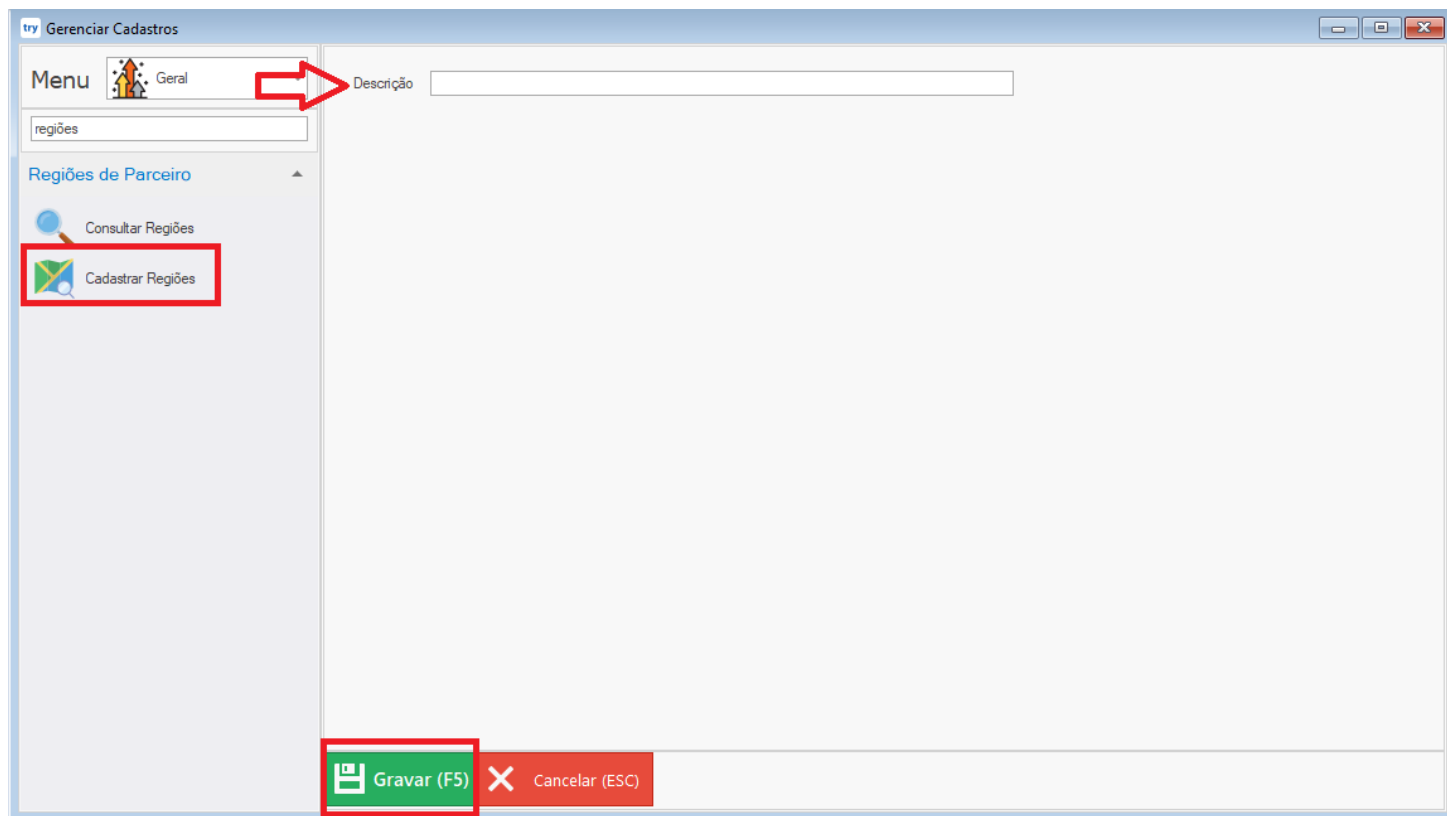 try Gerenciar Cadastros
Menu Geral
Descrição
regiões
Regiões de Parceiro
Consultar Regiões
Cadastrar Regiões
Gravar (F5) Cancelar (ESC)